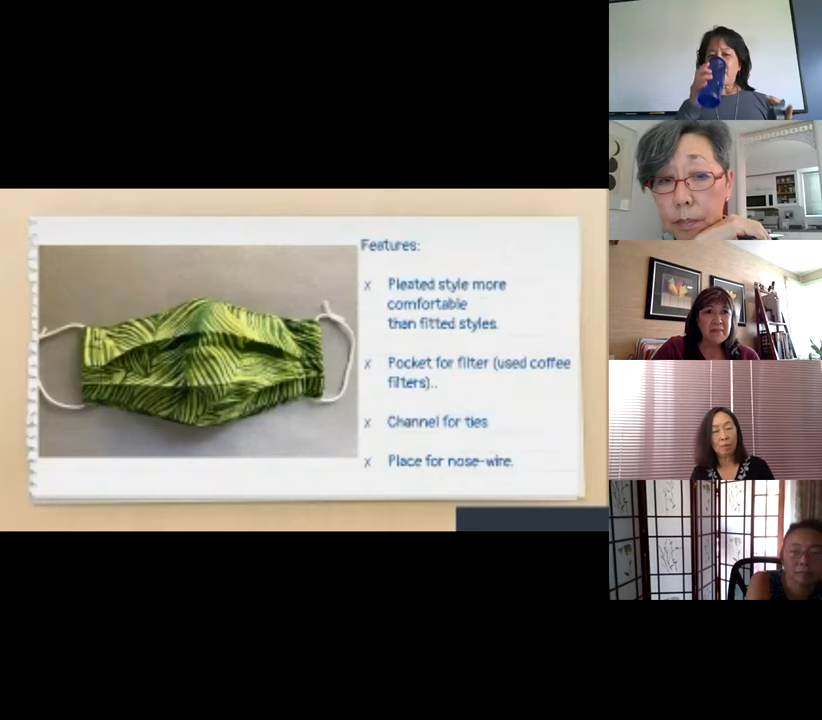 Features:
x Pleated style more
comfortable
than fitted styles.
x Pocket for filter (used coffee
filters)..
x Channel for ties
x Place for nose-wire.